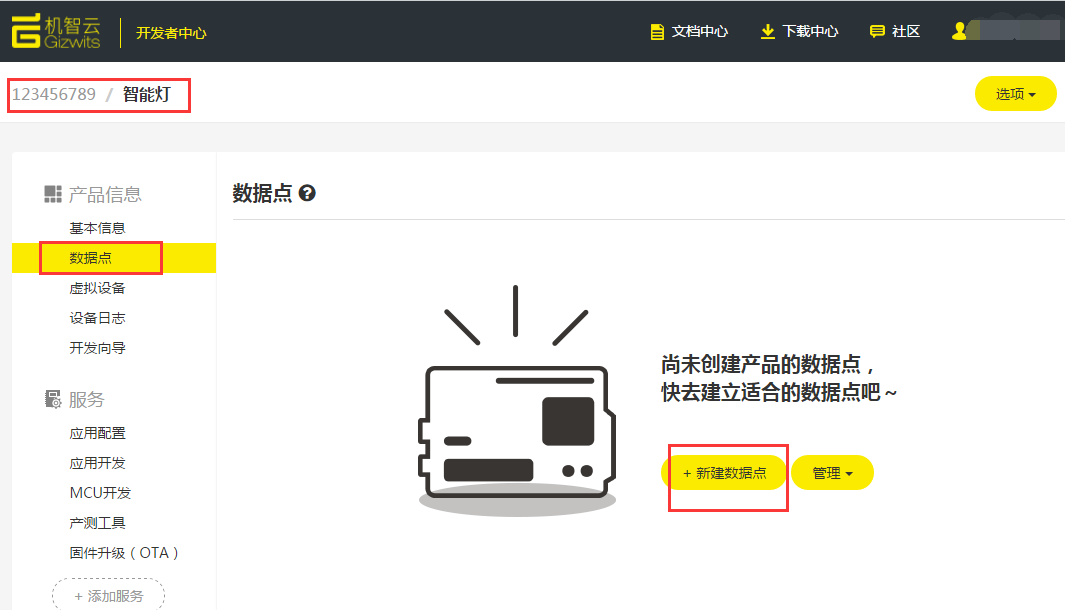 机智云 Gizwits 开发者中心 文档中心 下载中心 社区
123456789 / 智能灯 选项
产品信息
基本信息
数据点
虚拟设备
设备日志
开发向导
服务
应用配置
应用开发
MCU开发
产测工具
固件升级（OTA）
+ 添加服务
数据点 ?
尚未创建产品的数据点，
快去建立适合的数据点吧~
+ 新建数据点 管理